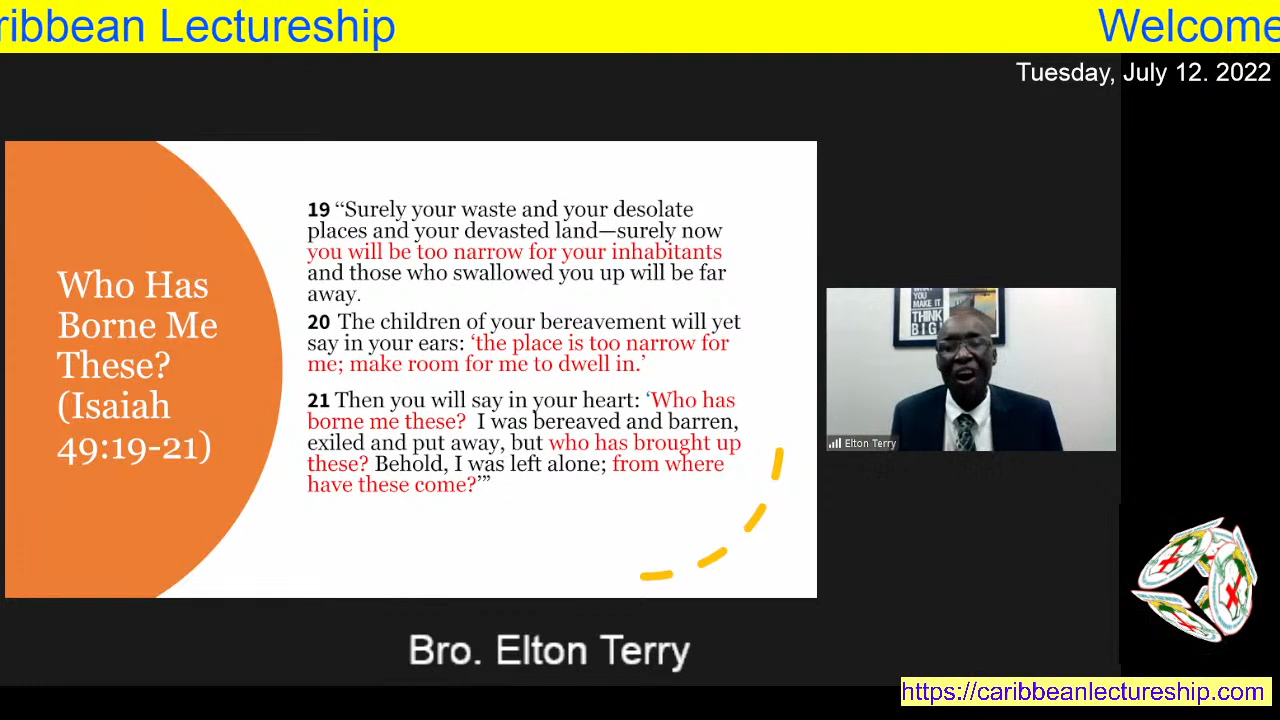 ribbean Lectureship
Welcome
Tuesday, July 12. 2022
Who Has
Borne Me
These?
(Isaiah
49:19-21)
19 “Surely your waste and your desolate
places and your devasted land—surely now
you will be too narrow for your inhabitants
and those who swallowed you up will be far
away.
20 The children of your bereavement will yet
say in your ears: ‘the place is too narrow for
me; make room for me to dwell in.’
21 Then you will say in your heart: ‘Who has
borne me these? I was bereaved and barren,
exiled and put away, but who has brought up
these? Behold, I was left alone; from where
have these come?’”
YOU
MAKE IT
THINK
BIG
Elton Terry
Bro. Elton Terry
https://caribbeanlectureship.com